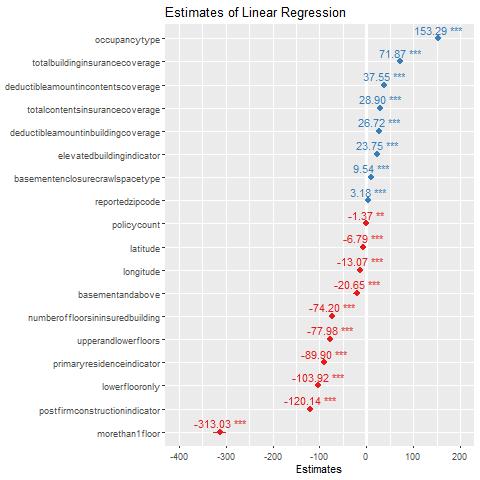 Estimates of Linear Regression
occupancytype 153.29 ***
totalbuildinginsurancecoverage 71.87 ***
deductibleamountincontentscoverage 37.55 ***
totalcontentsinsurancecoverage 28.90 ***
deductibleamountinbuildingcoverage 26.72 ***
elevatedbuildingindicator 23.75 ***
basementenclosurecrawlspacetype 9.54 ***
reportedzipcode 3.18 ***
policycount -1.37 **
latitude -6.79 ***
longitude -13.07 ***
basementandabove -20.65 ***
numberoffloorsininsuredbuilding -74.20 ***
upperandlowerfloors -77.98 ***
primaryresidenceindicator -89.90 ***
lowerflooronly -103.92 ***
postfirmconstructionindicator -120.14 ***
morethan1floor -313.03 ***
-400 -300 -200 -100 0 100 200
Estimates